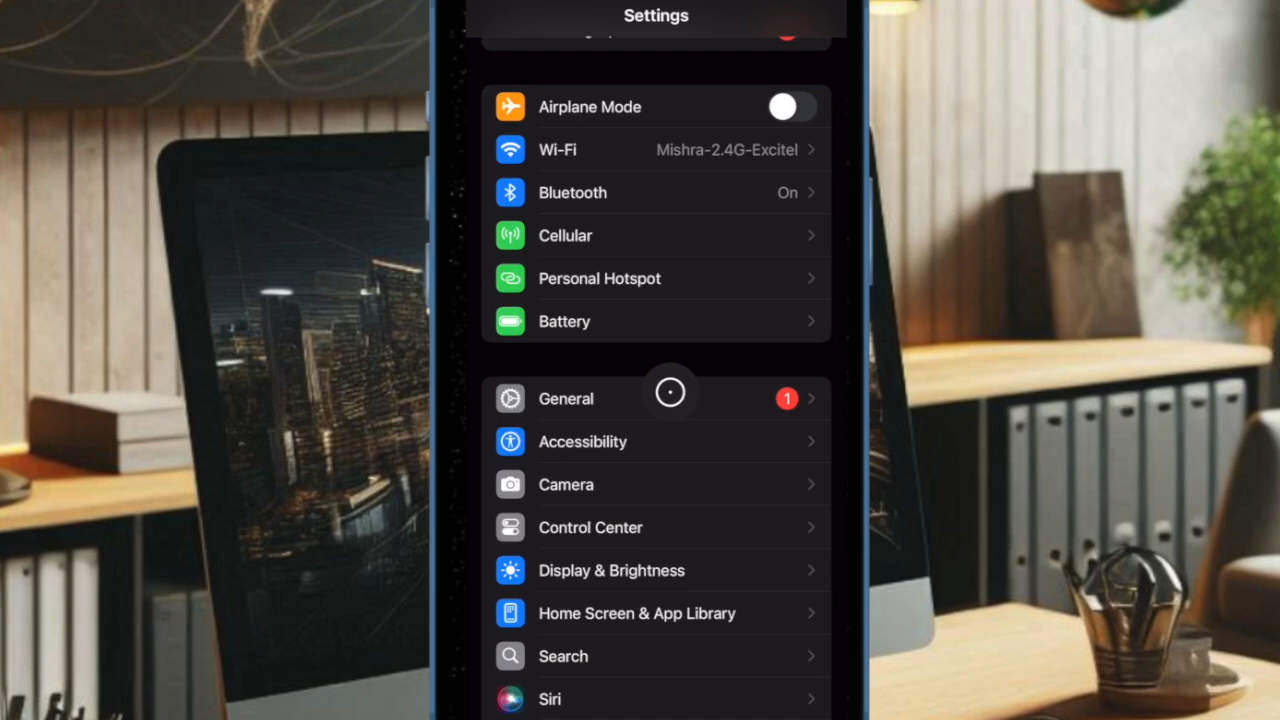 Settings
Airplane Mode
Wi-Fi Mishra-2.4G-Excitel
Bluetooth On
Cellular
Personal Hotspot
Battery
General 1
Accessibility
Camera
Control Center
Display & Brightness
Home Screen & App Library
Search
Siri